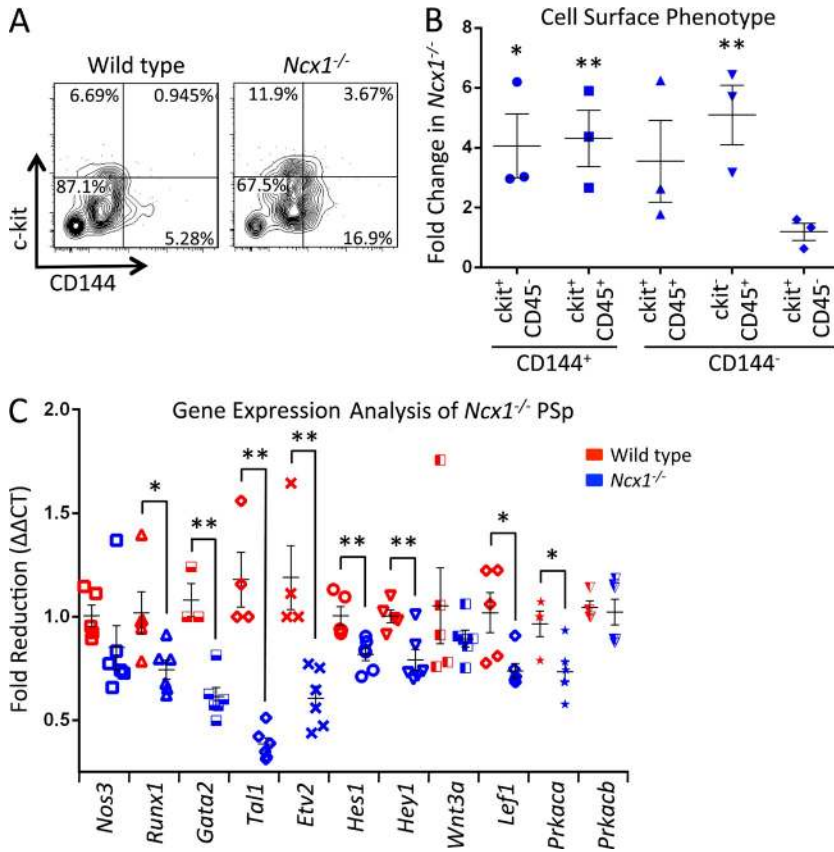 A
Wild type
Ncx1-/-
6.69%
0.945%
87.1%
5.28%
11.9%
3.67%
67.5%
16.9%
c-kit
CD144
B
Cell Surface Phenotype
Fold Change in Ncx1-/-
8
6
4
2
0
*
**
**
ckit+
CD45-
ckit+
CD45+
ckit+
CD45+
ckit-
CD45+
ckit+
CD45-
CD144+
CD144-
C
Gene Expression Analysis of Ncx1-/- PSp
Wild type
Ncx1-/-
Fold Reduction (ΔΔCT)
2.0
1.5
1.0
0.5
*
**
**
**
**
**
*
*
Nos3
Runx1
Gata2
Tal1
Etv2
Hes1
Hey1
Wnt3a
Lef1
Prkaca
Prkacb